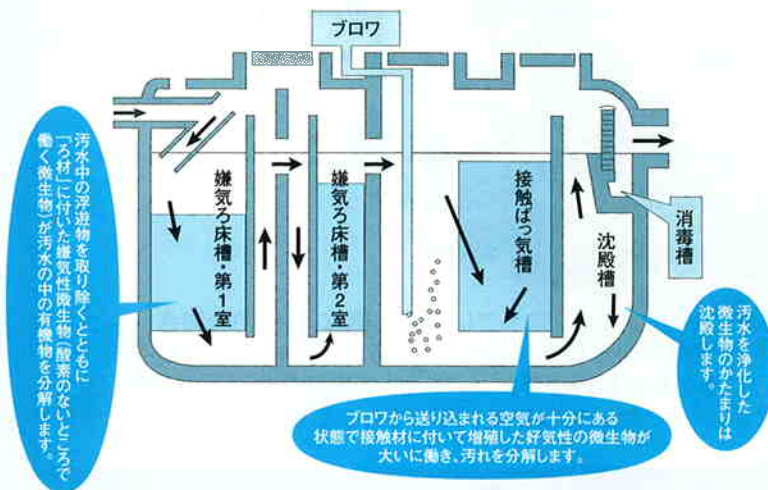 ブロワ
汚水中の浮遊物を取り除くとともに
「ろ材」に付いた嫌気性微生物(酸素のないところで
働く微生物)が汚水の中の有機物を分解します。
嫌気ろ床槽・第1室
嫌気ろ床槽・第2室
接触ばっ気槽
沈殿槽
消毒槽
汚水を浄化した
微生物のかたまりは
沈殿します。
ブロワから送り込まれる空気が十分にある
状態で接触材に付いて増殖した好気性の微生物が
大いに働き、汚れを分解します。